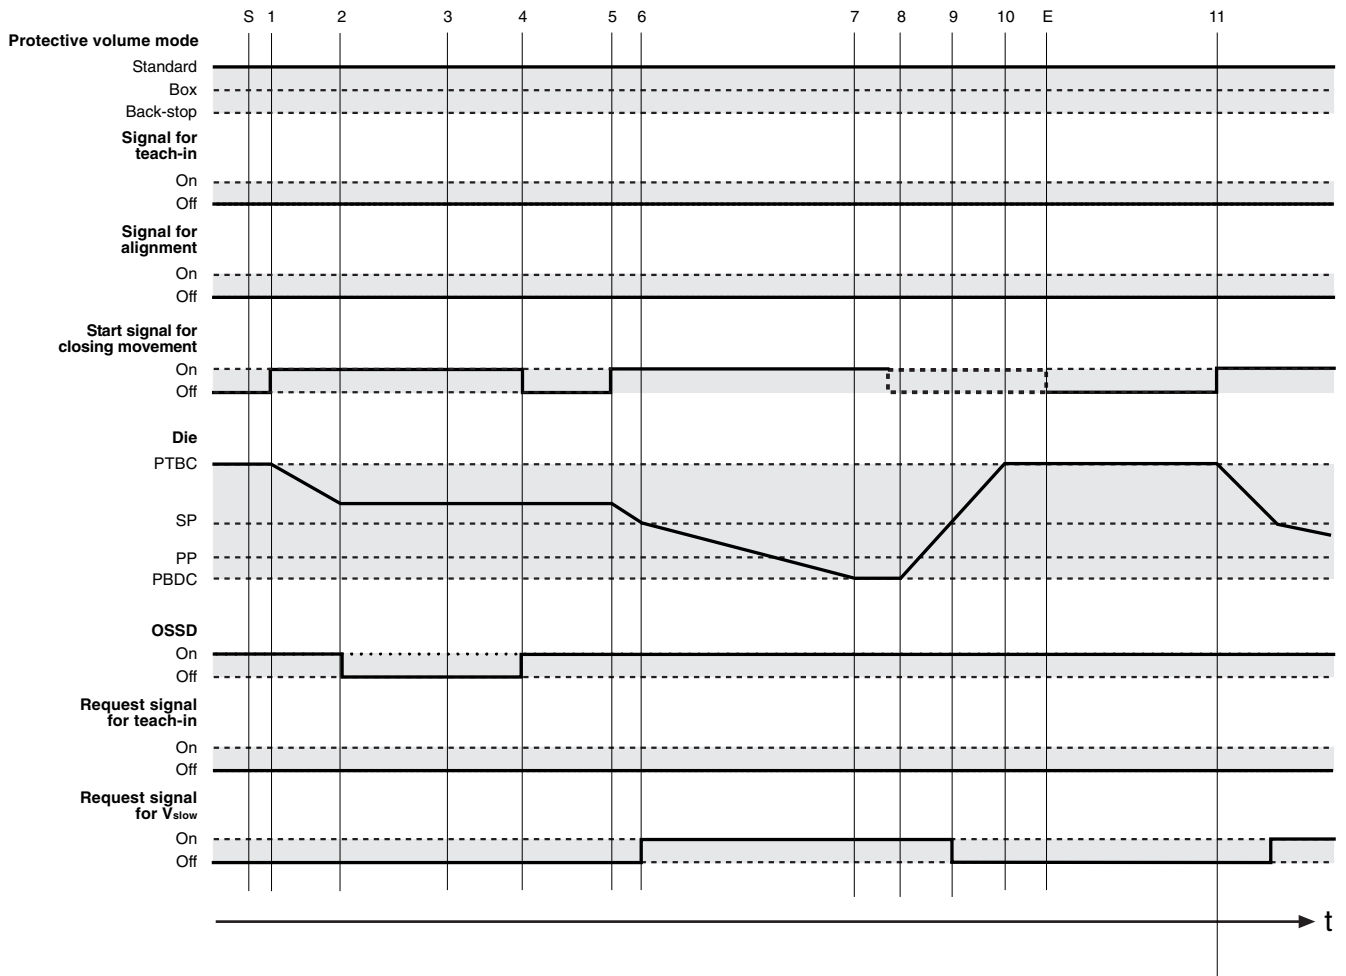 S 1 2 3 4 5 6 7 8 9 10 E 11
Protective volume mode
Standard
Box
Back-stop
Signal for
teach-in
On
Off
Signal for
alignment
On
Off
Start signal for
closing movement
On
Off
Die
PTBC
SP
PP
PBDC
OSSD
On
Off
Request signal
for teach-in
On
Off
Request signal
for Vslow
On
Off
t